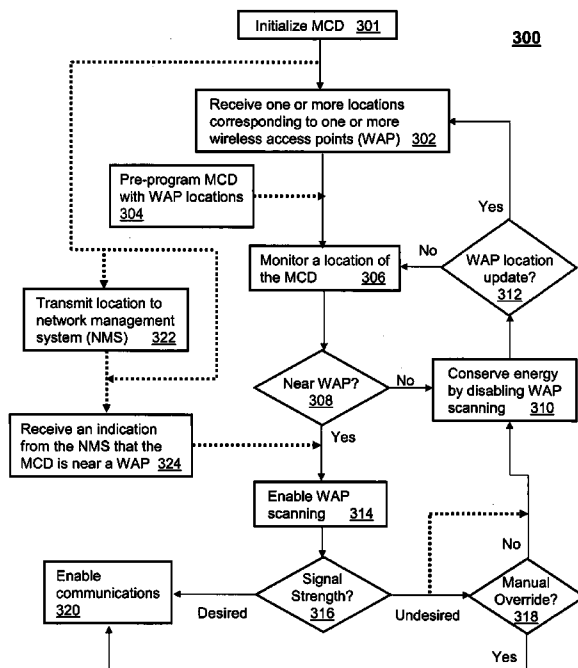 Initialize MCD 301
300
Receive one or more locations
corresponding to one or more
wireless access points (WAP)
302
Pre-program MCD
with WAP locations
304
Yes
No
Monitor a location of
the MCD 306
WAP location
update?
312
Transmit location to
network management
system (NMS) 322
Near WAP?
308
No
Conserve energy
by disabling WAP
scanning 310
Receive an indication
from the NMS that the
MCD is near a WAP 324
Yes
Enable WAP
scanning 314
No
Enable
communications
320
Desired
Signal
Strength?
316
Undesired
Manual
Override?
318
Yes